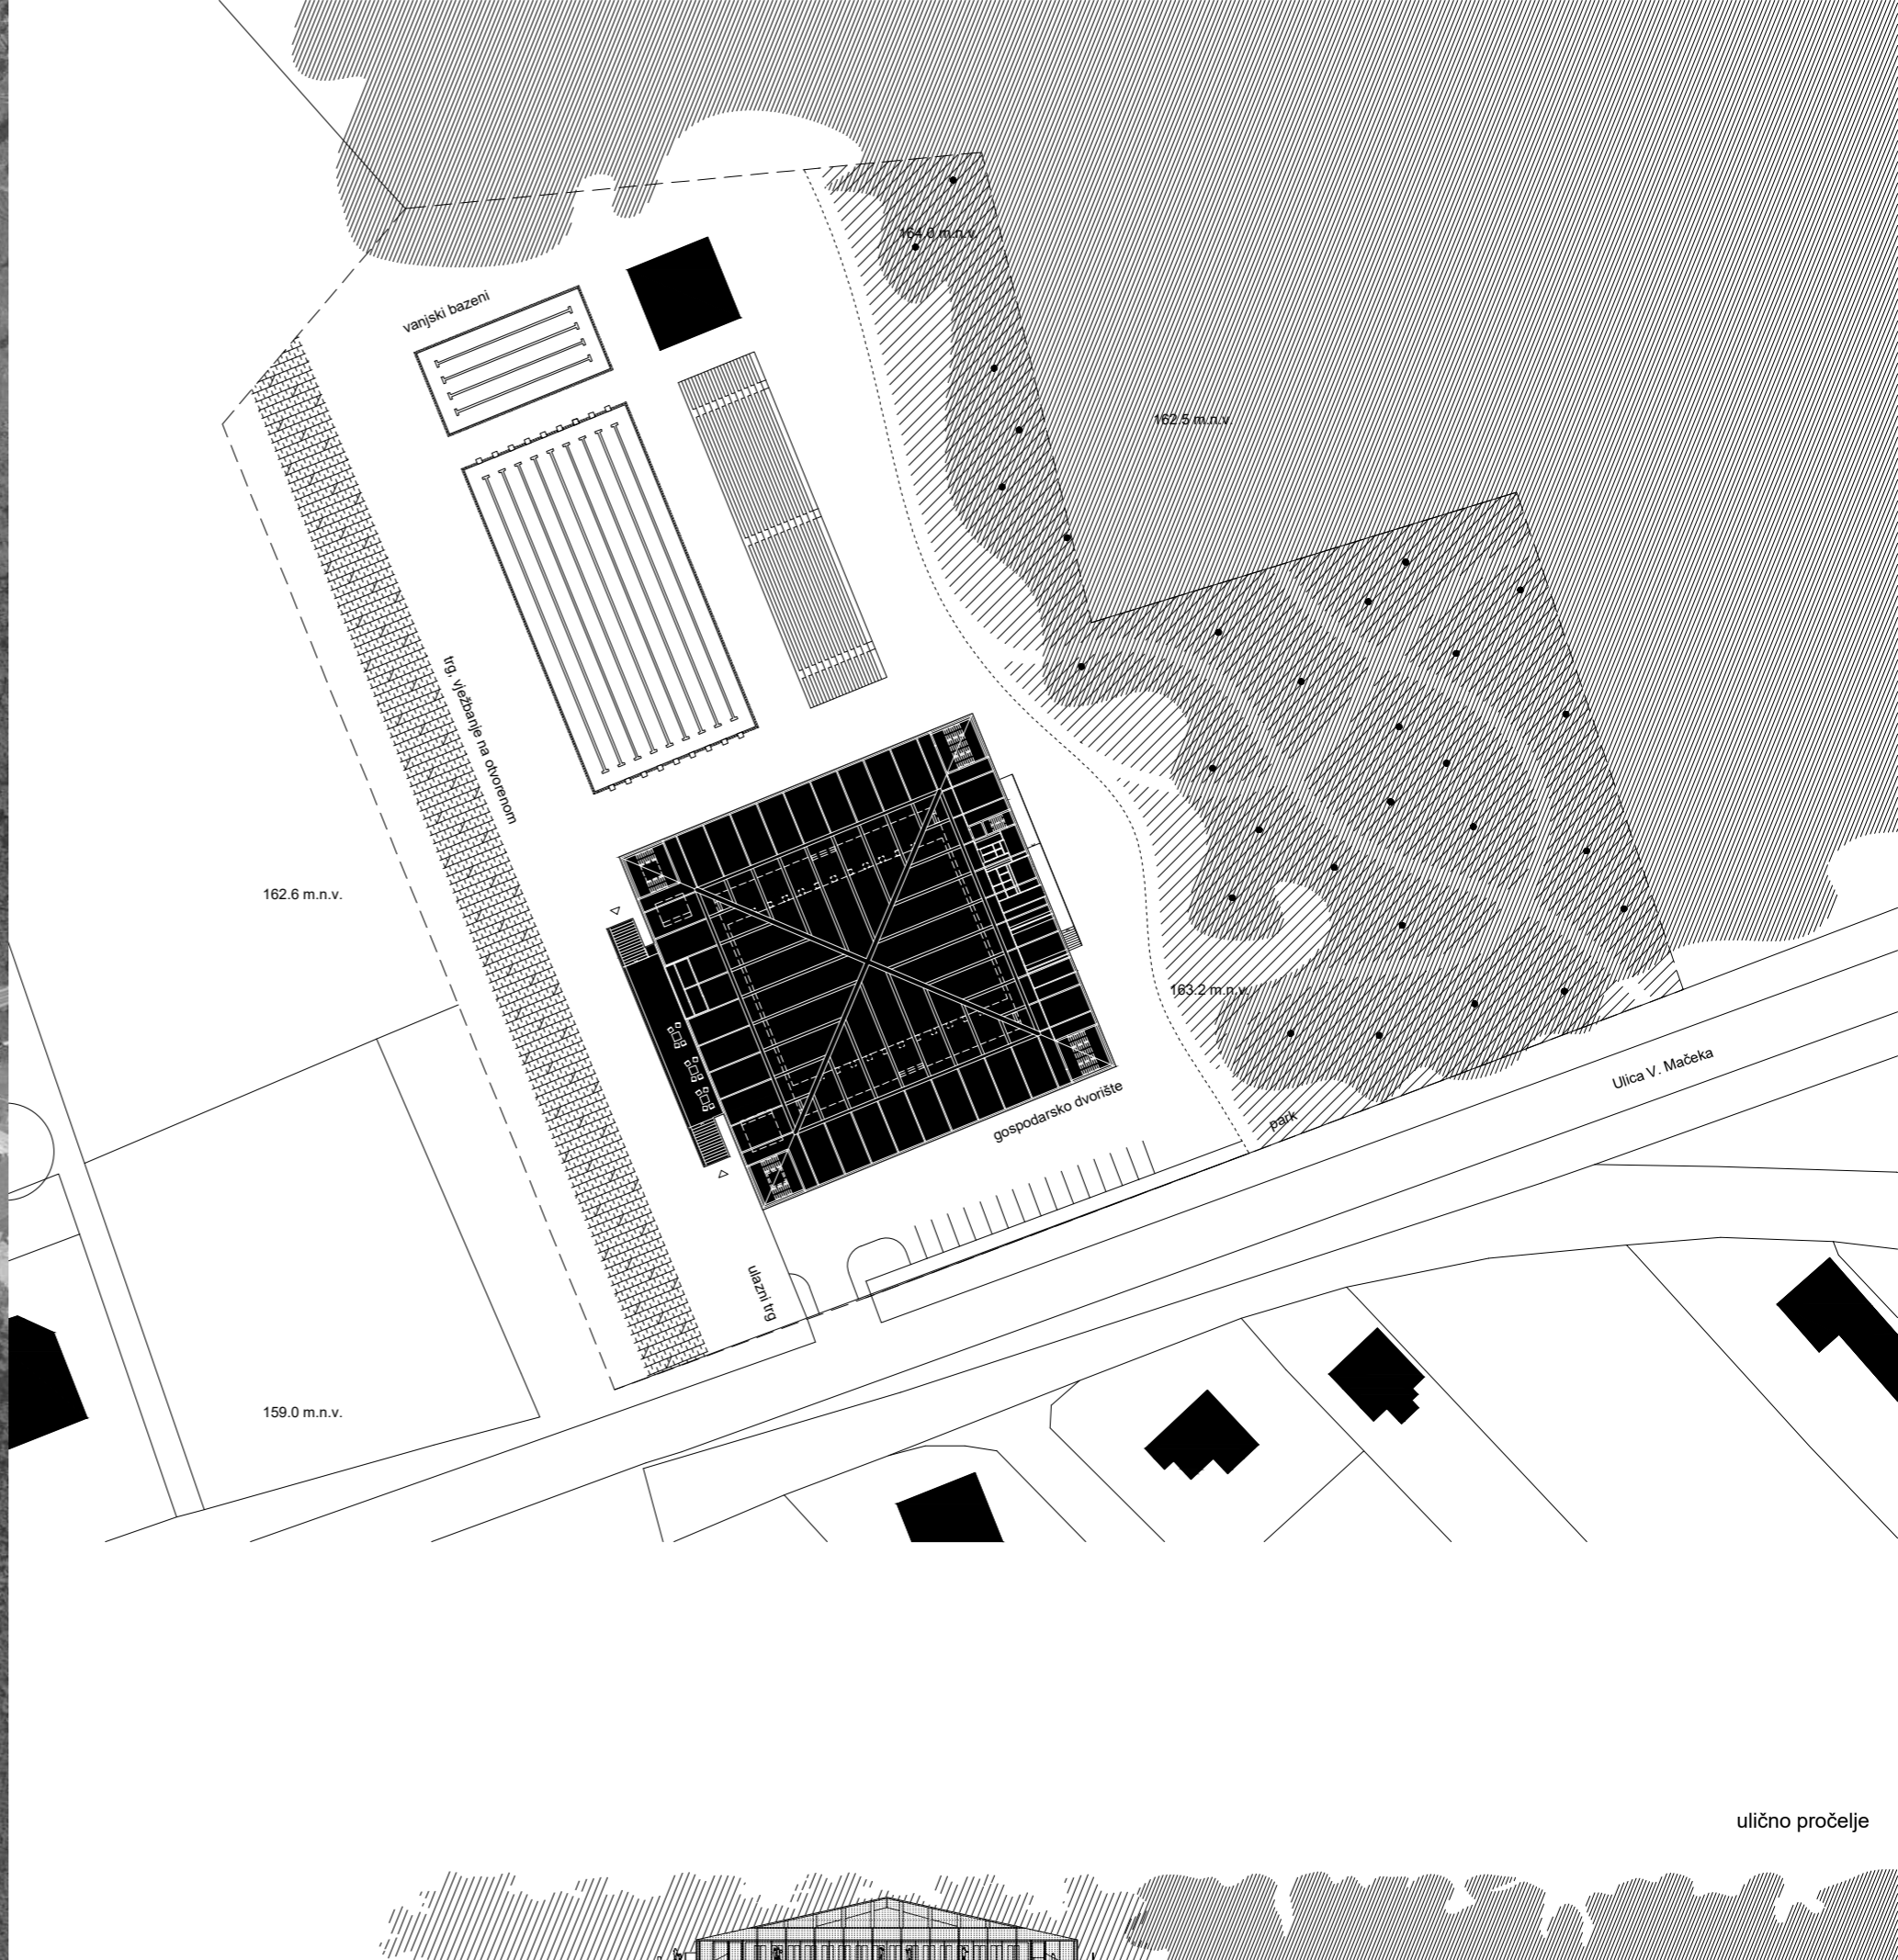 164.0 m.n.v.
vanjski bazeni
162.5 m.n.v.
trg, vježbanje na otvorenom
162.6 m.n.v.
163.2 m.n.v.
Ulica V. Mačeka
gospodarsko dvorište
park
ulazni trg
159.0 m.n.v.
ulično pročelje